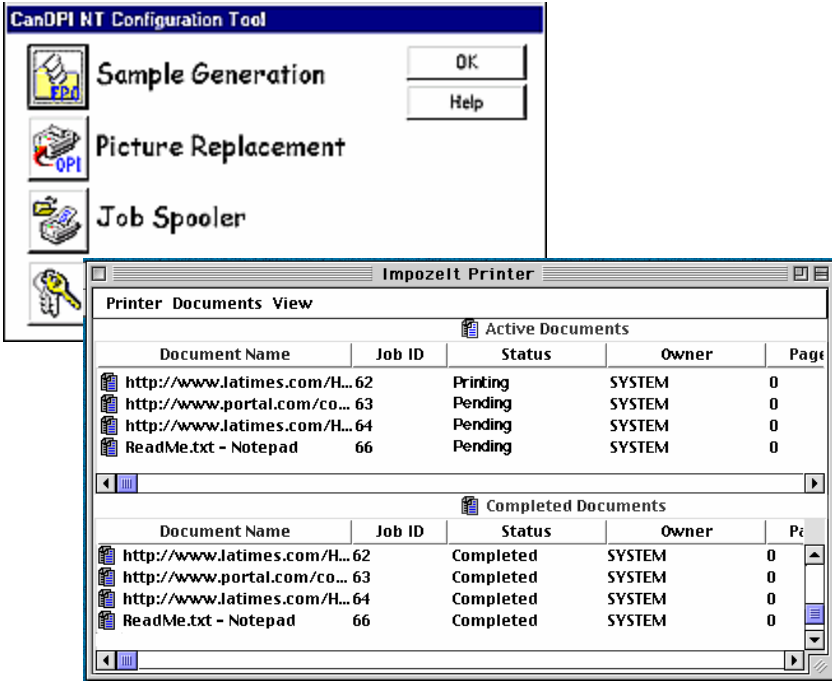 CanOPI NT Configuration Tool
FPO
Sample Generation
OK
Help
OPI
Picture Replacement
Job Spooler
ImpozeIt Printer
Printer Documents View
Active Documents
Document Name Job ID Status Owner Page
http://www.latimes.com/H... 62 Printing SYSTEM 0
http://www.portal.com/co... 63 Pending SYSTEM 0
http://www.latimes.com/H... 64 Pending SYSTEM 0
ReadMe.txt - Notepad 66 Pending SYSTEM 0
Completed Documents
Document Name Job ID Status Owner Pa
http://www.latimes.com/H... 62 Completed SYSTEM 0
http://www.portal.com/co... 63 Completed SYSTEM 0
http://www.latimes.com/H... 64 Completed SYSTEM 0
ReadMe.txt - Notepad 66 Completed SYSTEM 0